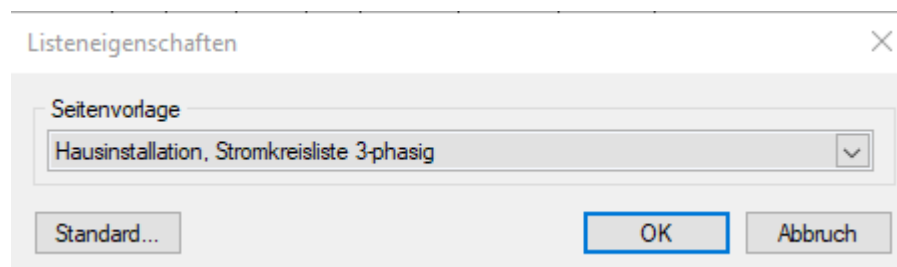 Listeneigenschaften
Seitenvorlage
Hausinstallation, Stromkreisliste 3-phasig
Standard... OK Abbruch